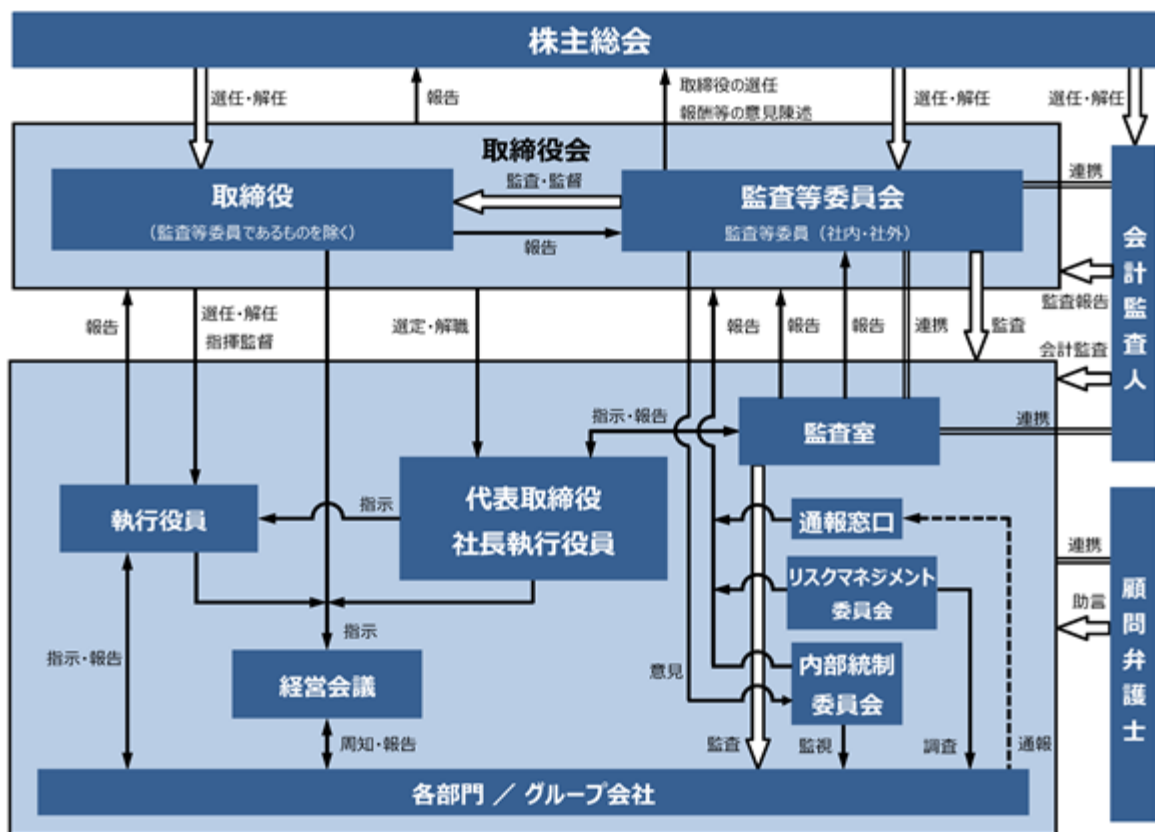 株主総会
選任・解任
報告
取締役の選任
報酬等の意見陳述
選任・解任
選任・解任
取締役会
取締役
(監査等委員であるものを除く)
監査・監督
報告
監査等委員会
監査等委員(社内・社外)
連携
会計監査人
監査報告
会計監査
報告
選任・解任
指揮監督
選定・解職
報告
報告
報告
連携
監査
指示・報告
監査室
連携
執行役員
指示
代表取締役
社長執行役員
通報窓口
リスクマネジメント
委員会
内部統制
委員会
連携
助言
顧問弁護士
指示・報告
指示
経営会議
周知・報告
意見
監査
監視
調査
通報
各部門 / グループ会社